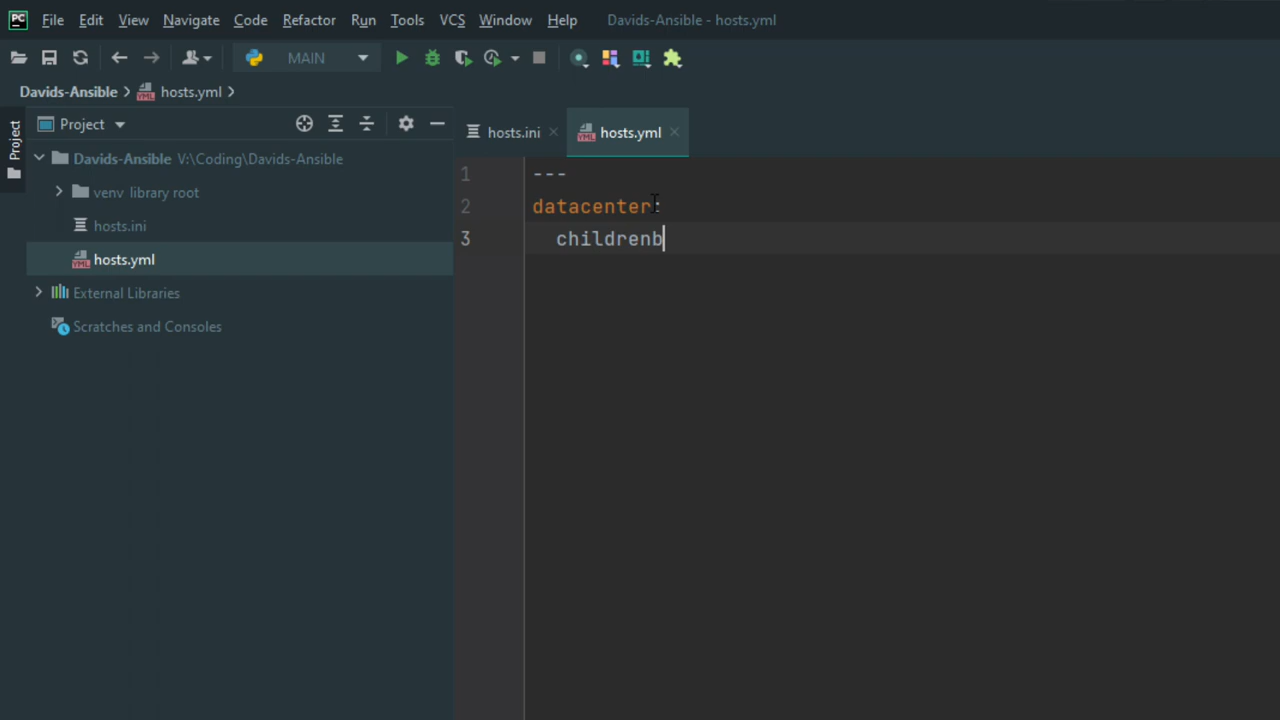 PC File Edit View Navigate Code Refactor Run Tools VCS Window Help Davids-Ansible - hosts.yml
MAIN
Davids-Ansible hosts.yml
Project
Project
Davids-Ansible V:\Coding\Davids-Ansible
venv library root
hosts.ini
hosts.yml
External Libraries
Scratches and Consoles
hosts.ini hosts.yml
1 ---
2 datacenter:
3 childrenb